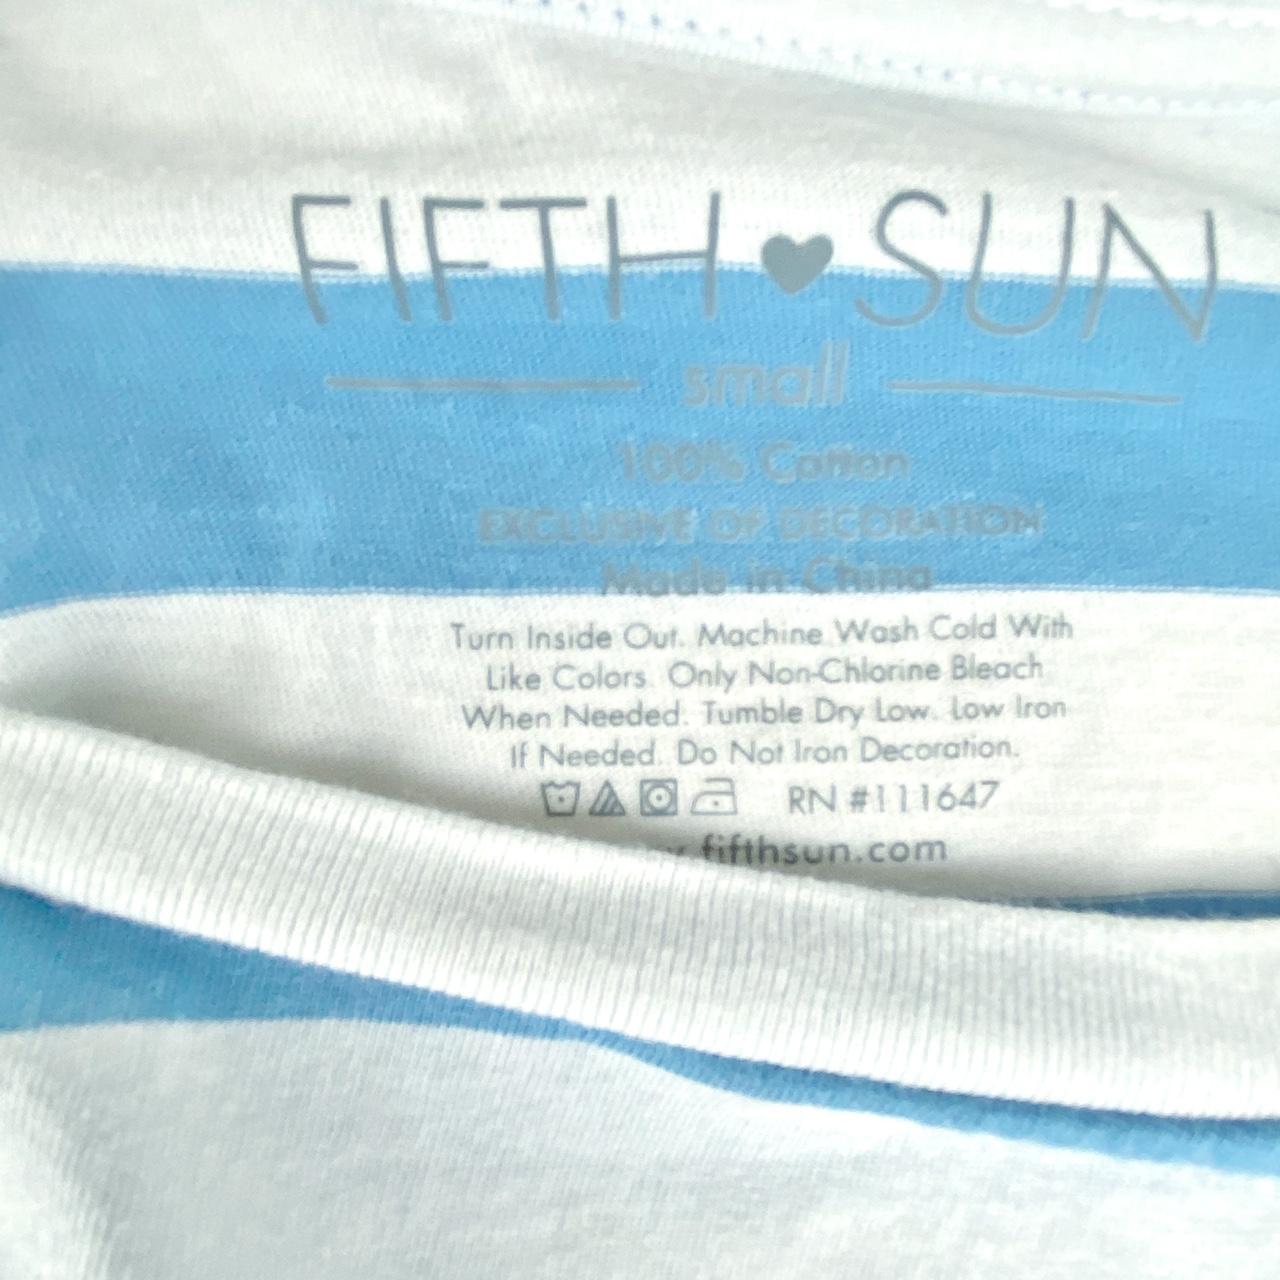 FIFTH SUN
small
100% Cotton
EXCLUSIVE OF DECORATION
Made in China
Turn Inside Out. Machine Wash Cold With
Like Colors. Only Non-Chlorine Bleach
When Needed. Tumble Dry Low. Low Iron
If Needed. Do Not Iron Decoration.
RN #111647
fifthsun.com